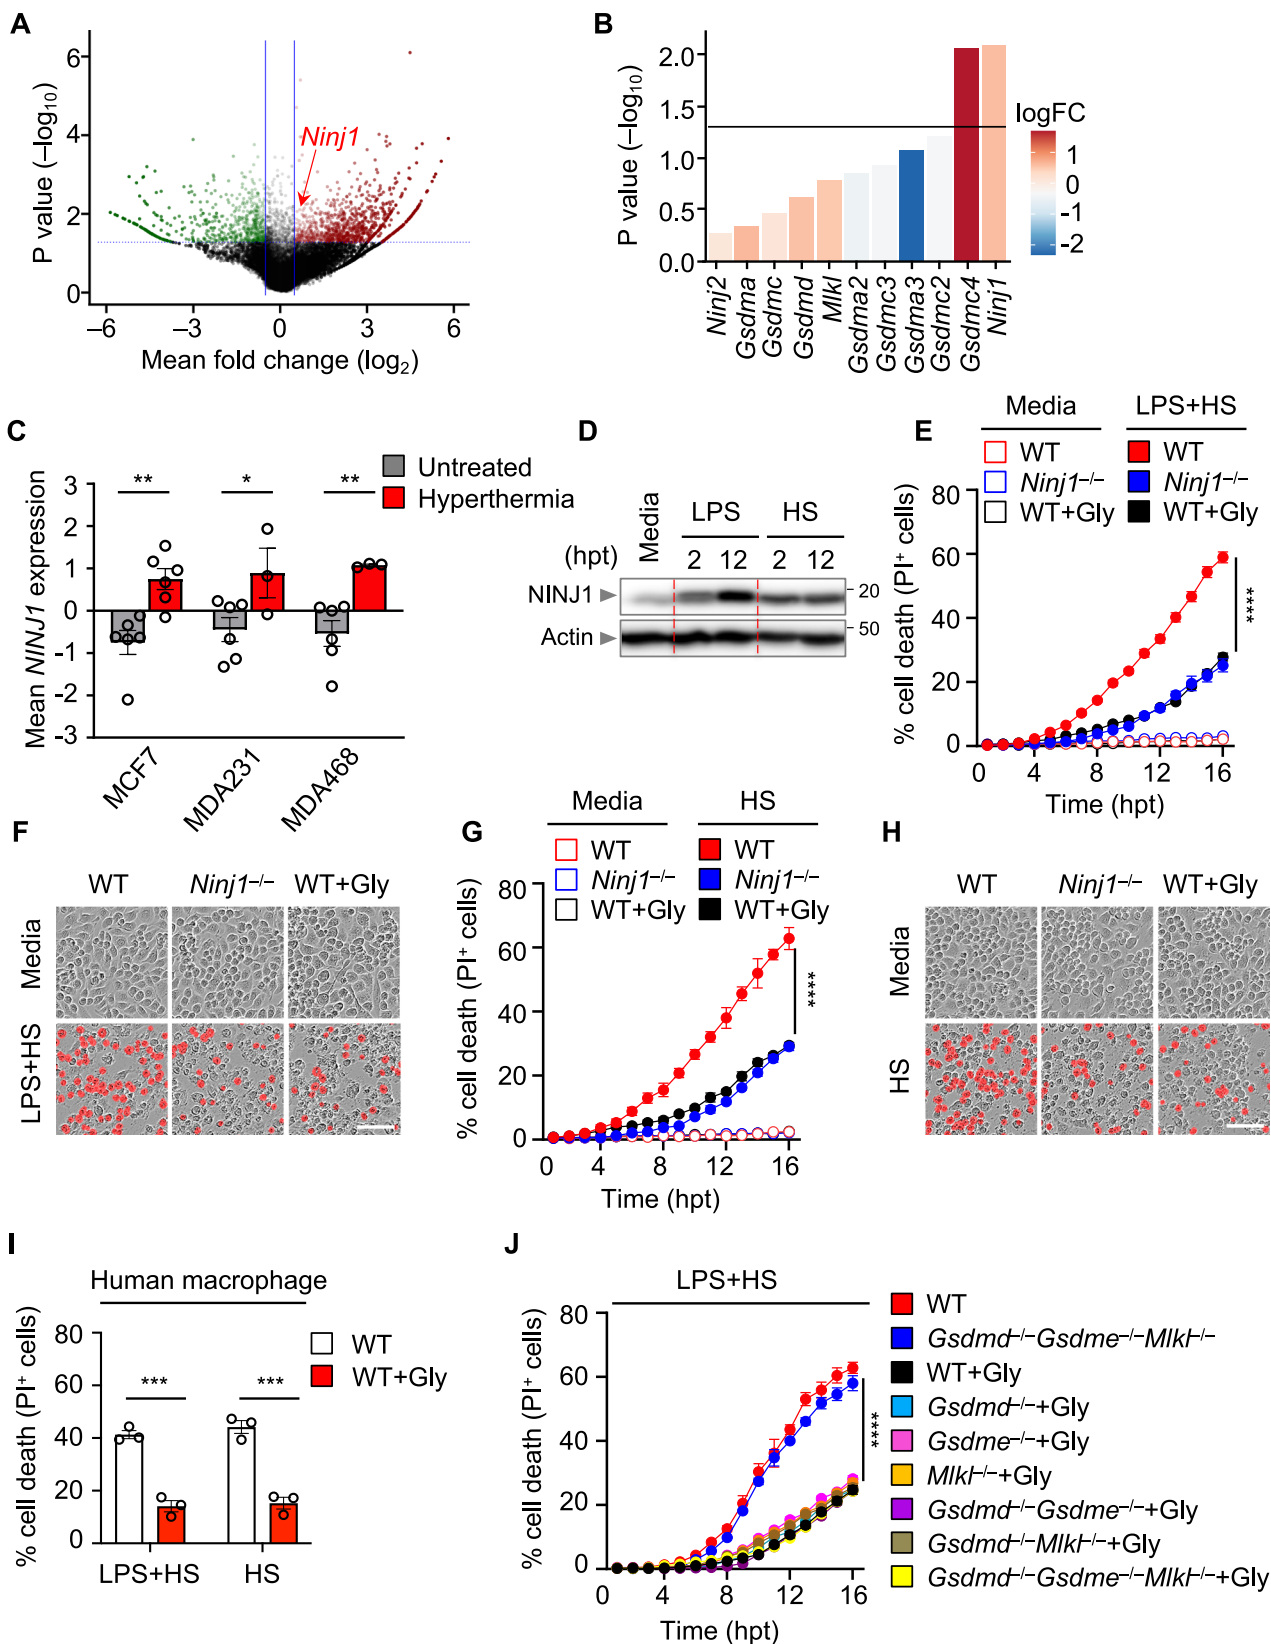 A
P value (–log10)
6
4
2
0
Ninj1
–6
–3
0
3
6
Mean fold change (log2)
B
P value (–log10)
2.0
1.5
1.0
0.5
0.0
Ninj2
Gsdma
Gsdmc
Gsdmd
Mlkl
Gsdma2
Gsdmc3
Gsdma3
Gsdmc2
Gsdmc4
Ninj1
logFC
1
0
-1
-2
C
Untreated
Hyperthermia
Mean NINJ1 expression
3
2
1
0
-1
-2
-3
** * **
MCF7
MDA231
MDA468
D
Media
LPS HS
(hpt) 2 12 2 12
NINJ1
20
Actin
50
E
Media LPS+HS
WT WT
Ninj1–/– Ninj1–/–
WT+Gly WT+Gly
% cell death (PI+ cells)
80
60
40
20
0
****
0 4 8 12 16
Time (hpt)
F
WT Ninj1–/– WT+Gly
Media
LPS+HS
G
Media HS
WT WT
Ninj1–/– Ninj1–/–
WT+Gly WT+Gly
% cell death (PI+ cells)
80
60
40
20
0
****
0 4 8 12 16
Time (hpt)
H
WT Ninj1–/– WT+Gly
Media
HS
I
Human macrophage
% cell death (PI+ cells)
80
60
40
20
0
WT
WT+Gly
*** ***
LPS+HS HS
J
LPS+HS
% cell death (PI+ cells)
80
60
40
20
0
****
0 4 8 12 16
Time (hpt)
WT
Gsdmd–/–Gsdme–/–Mlkl–/–
WT+Gly
Gsdmd–/–+Gly
Gsdme–/–+Gly
Mlkl–/–+Gly
Gsdmd–/–Gsdme–/–+Gly
Gsdmd–/–Mlkl–/–+Gly
Gsdmd–/–Gsdme–/–Mlkl–/–+Gly